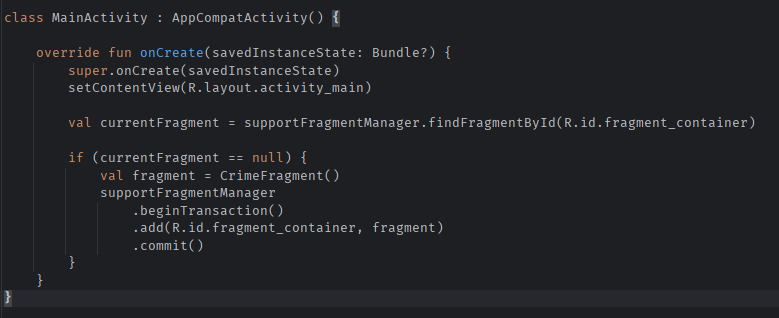 class MainActivity : AppCompatActivity() {
override fun onCreate(savedInstanceState: Bundle?) {
super.onCreate(savedInstanceState)
setContentView(R.layout.activity_main)
val currentFragment = supportFragmentManager.findFragmentById(R.id.fragment_container)
if (currentFragment == null) {
val fragment = CrimeFragment()
supportFragmentManager
.beginTransaction()
.add(R.id.fragment_container, fragment)
.commit()
}
}
}